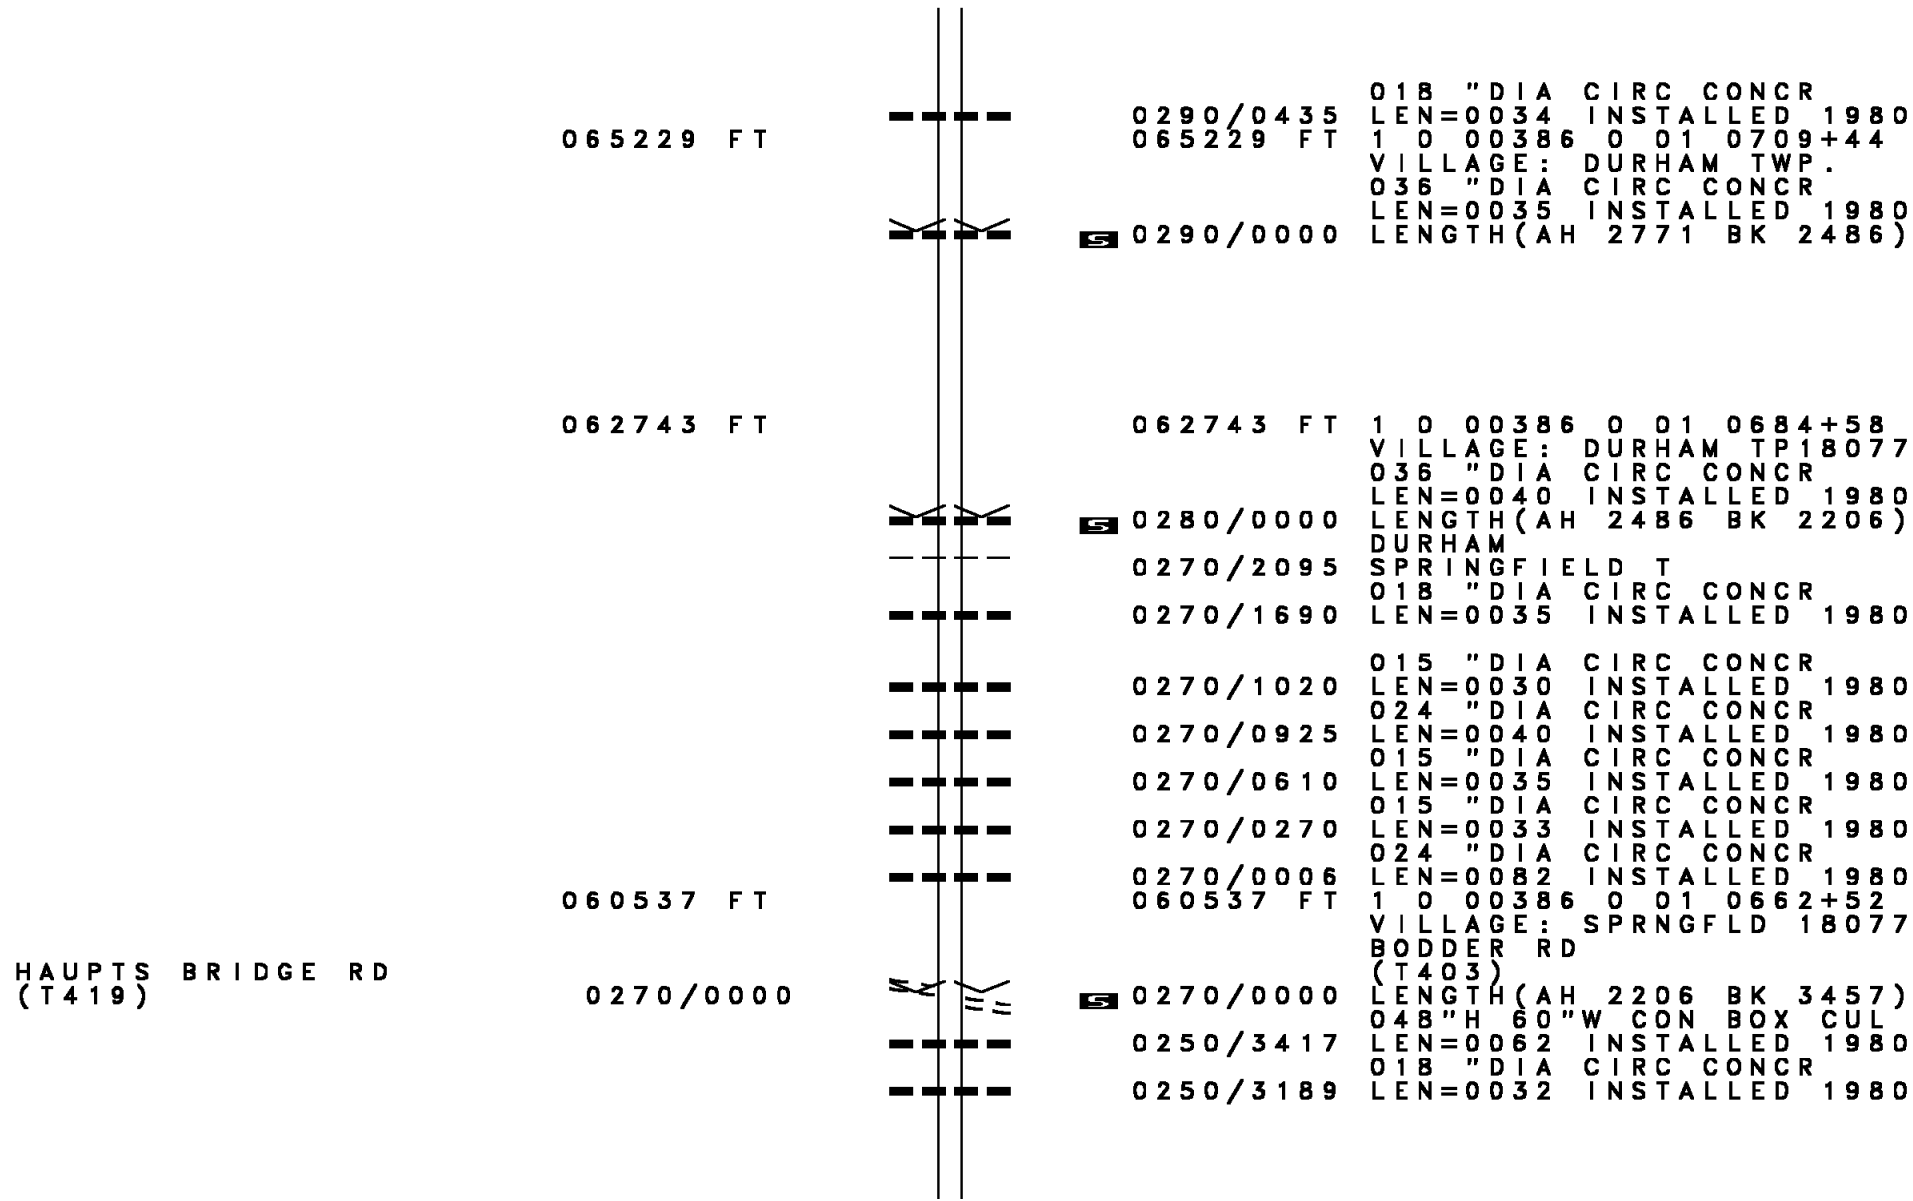 018 "DIA CIRC CONCR
0290/0435 LEN=0034 INSTALLED 1980
065229 FT 065229 FT 1 0 00386 0 01 0709+44
VILLAGE: DURHAM TWP.
036 "DIA CIRC CONCR
LEN=0035 INSTALLED 1980
S 0290/0000 LENGTH(AH 2771 BK 2486)
062743 FT 062743 FT 1 0 00386 0 01 0684+58
VILLAGE: DURHAM TP18077
036 "DIA CIRC CONCR
LEN=0040 INSTALLED 1980
S 0280/0000 LENGTH(AH 2486 BK 2206)
DURHAM
0270/2095 SPRINGFIELD T
018 "DIA CIRC CONCR
0270/1690 LEN=0035 INSTALLED 1980
015 "DIA CIRC CONCR
0270/1020 LEN=0030 INSTALLED 1980
024 "DIA CIRC CONCR
0270/0925 LEN=0040 INSTALLED 1980
015 "DIA CIRC CONCR
0270/0610 LEN=0035 INSTALLED 1980
015 "DIA CIRC CONCR
0270/0270 LEN=0033 INSTALLED 1980
024 "DIA CIRC CONCR
0270/0006 LEN=0082 INSTALLED 1980
060537 FT 060537 FT 1 0 00386 0 01 0662+52
VILLAGE: SPRNGFLD 18077
BODDER RD
HAUPTS BRIDGE RD (T403)
(T419) 0270/0000 S 0270/0000 LENGTH(AH 2206 BK 3457)
048"H 60"W CON BOX CUL
0250/3417 LEN=0062 INSTALLED 1980
018 "DIA CIRC CONCR
0250/3189 LEN=0032 INSTALLED 1980